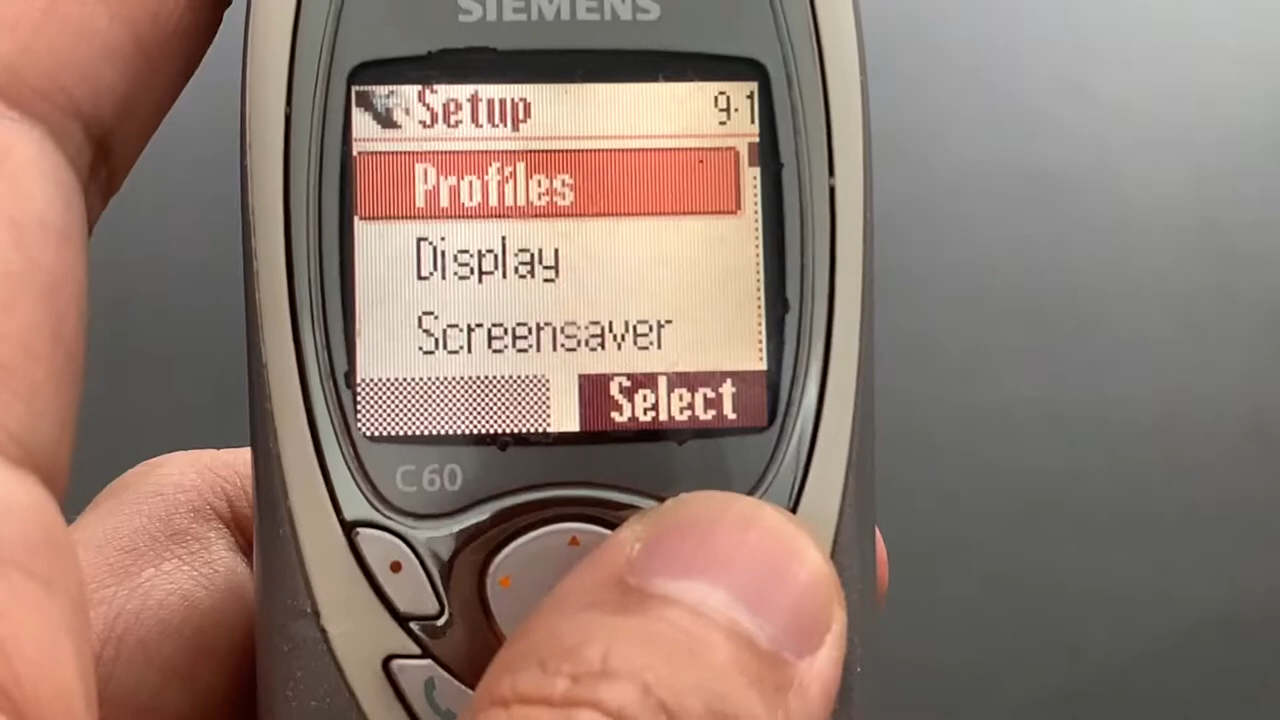 SIEMENS
Setup 9-1
Profiles
Display
Screensaver
Select
C60